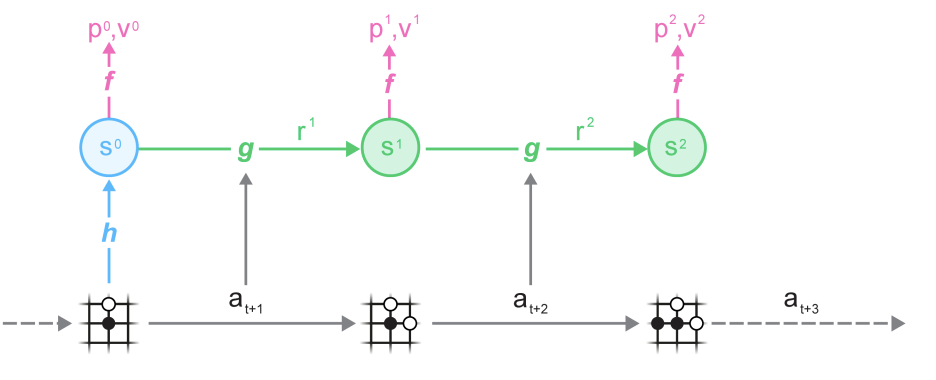 p⁰,v⁰ p¹,v¹ p²,v²
f f f
s⁰ g r¹ s¹ g r² s²
h
aₜ₊₁ aₜ₊₂ aₜ₊₃